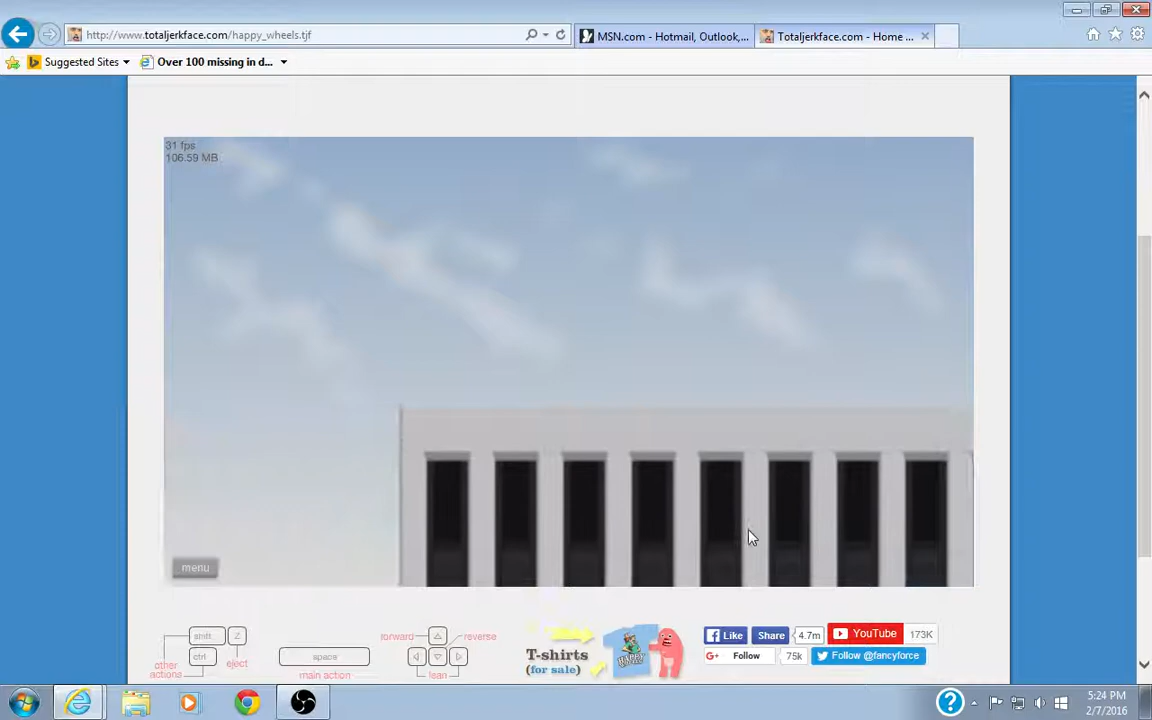 http://www.totaljerkface.com/happy_wheels.tjf
MSN.com - Hotmail, Outlook,...
Totaljerkface.com - Home ...
Suggested Sites
Over 100 missing in d...
31 fps
106.59 MB
menu
shift
Z
ctrl
eject
other
actions
space
main action
forward
reverse
lean
T-shirts
(for sale)
HAPPY
Like
Share
4.7m
YouTube
173K
G+ Follow
75k
Follow @fancyforce
5:24 PM
2/7/2016